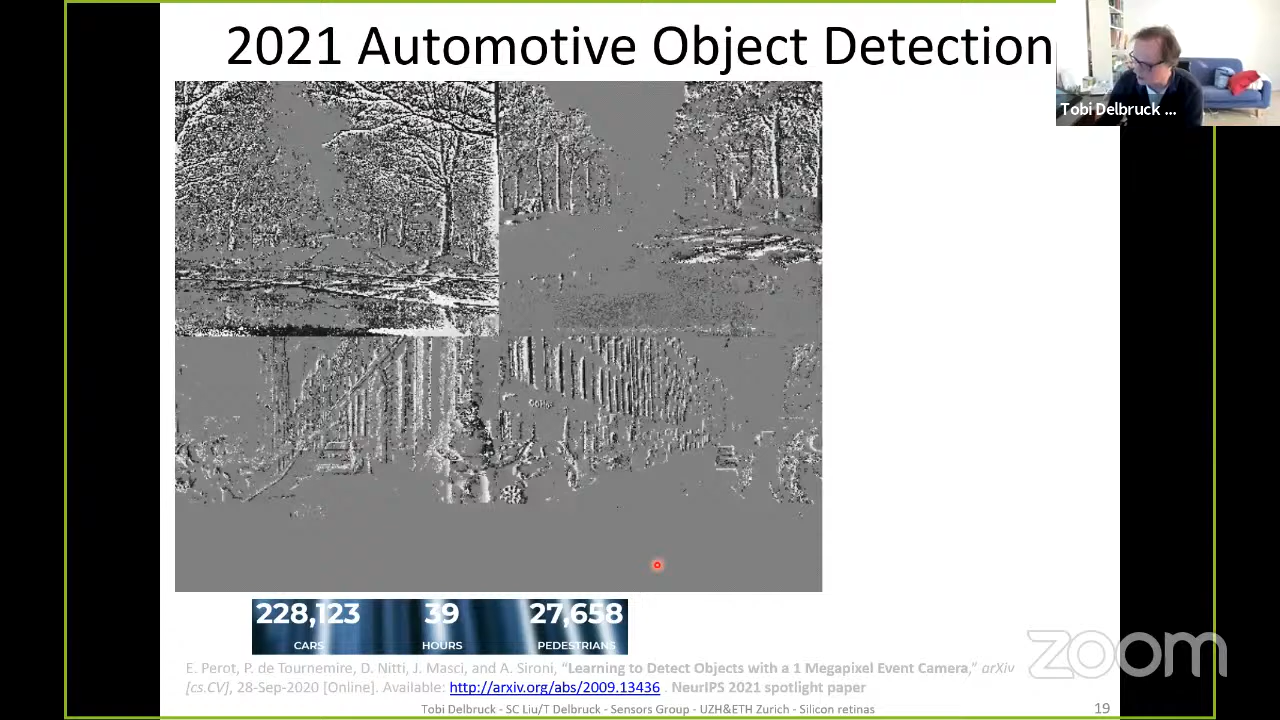 2021 Automotive Object Detection
Tobi Delbruck ...
228,123 39 27,658
CARS HOURS PEDESTRIANS
E. Perot, P. de Tournemire, D. Nitti, J. Masci, and A. Sironi, “Learning to Detect Objects with a 1 Megapixel Event Camera,” arXiv
[cs.CV], 28-Sep-2020 [Online]. Available: http://arxiv.org/abs/2009.13436 . NeurIPS 2021 spotlight paper
zoom
Tobi Delbruck - SC Liu/T Delbruck - Sensors Group - UZH&ETH Zurich - Silicon retinas
19